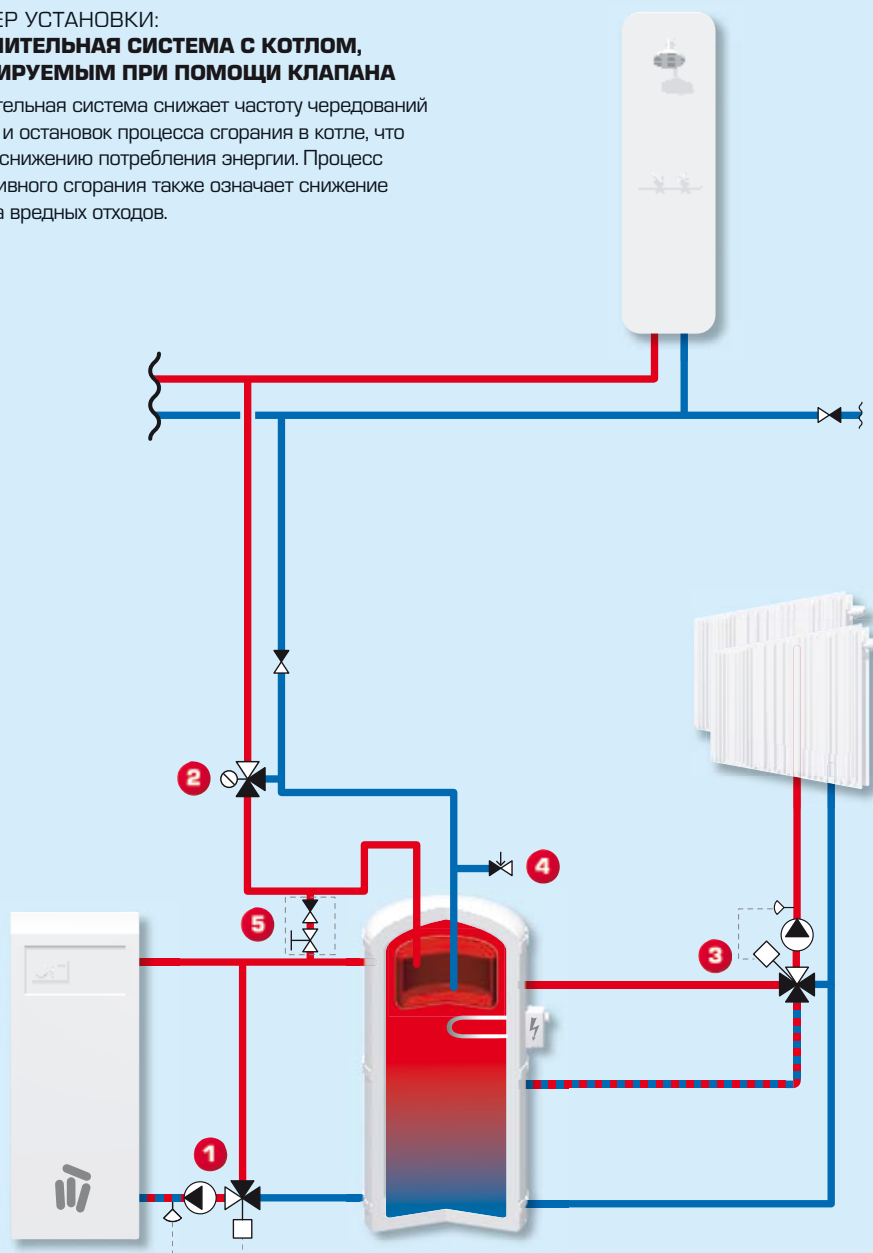 ЕР УСТАНОВКИ:
ИТЕЛЬНАЯ СИСТЕМА С КОТЛОМ,
ИРУЕМЫМ ПРИ ПОМОЩИ КЛАПАНА
тельная система снижает частоту чередований
и остановок процесса сгорания в котле, что
снижению потребления энергии. Процесс
ивного сгорания также означает снижение
а вредных отходов.
2
4
5
3
1